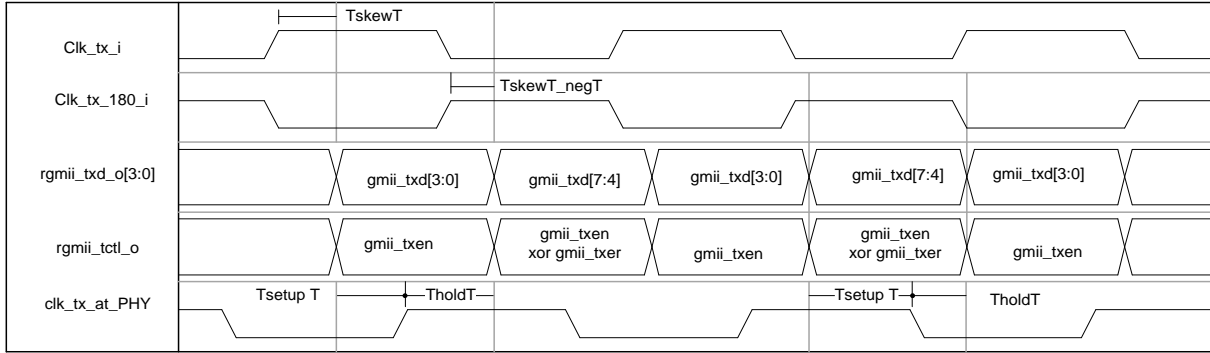 TskewT
Clk_tx_i
TskewT_negT
Clk_tx_180_i
rgmii_txd_o[3:0]
gmii_txd[3:0]
gmii_txd[7:4]
gmii_txd[3:0]
gmii_txd[7:4]
gmii_txd[3:0]
rgmii_tctl_o
gmii_txen
gmii_txen
xor gmii_txer
gmii_txen
gmii_txen
xor gmii_txer
gmii_txen
clk_tx_at_PHY
Tsetup T
TholdT
Tsetup T
TholdT